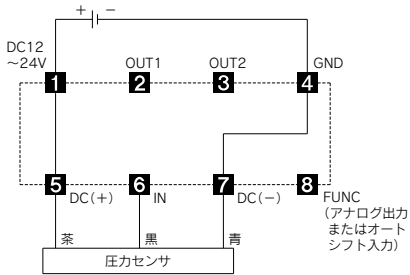 + −
DC12
～24V
OUT1
OUT2
GND
1
2
3
4
5
6
7
8
DC(+)
IN
DC(−)
FUNC
(アナログ出力
またはオート
シフト入力)
茶
黒
青
圧力センサ